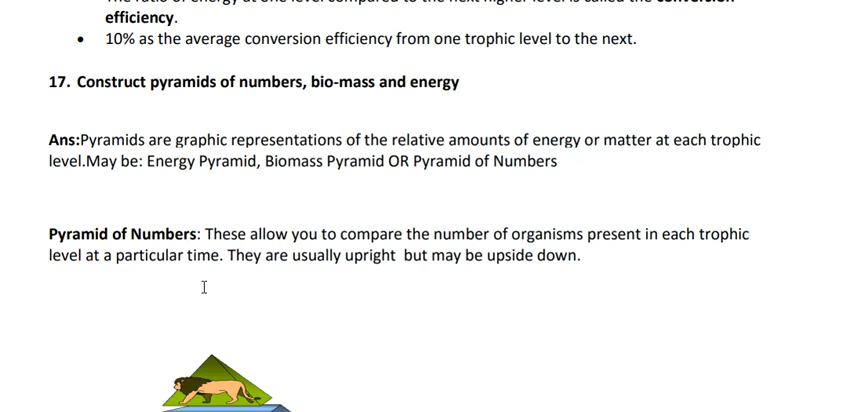 efficiency.
• 10% as the average conversion efficiency from one trophic level to the next.
17. Construct pyramids of numbers, bio-mass and energy
Ans:Pyramids are graphic representations of the relative amounts of energy or matter at each trophic
level.May be: Energy Pyramid, Biomass Pyramid OR Pyramid of Numbers
Pyramid of Numbers: These allow you to compare the number of organisms present in each trophic
level at a particular time. They are usually upright  but may be upside down.